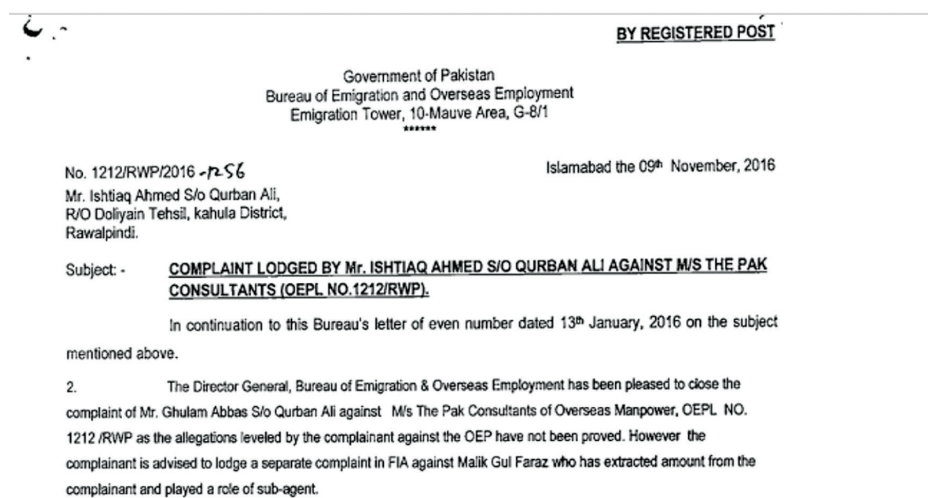 BY REGISTERED POST
Government of Pakistan
Bureau of Emigration and Overseas Employment
Emigration Tower, 10-Mauve Area, G-8/1
******
No. 1212/RWP/2016 -1256
Islamabad the 09th November, 2016
Mr. Ishtiaq Ahmed S/o Qurban Ali,
R/O Doliyain Tehsil, kahula District,
Rawalpindi.
Subject: - COMPLAINT LODGED BY Mr. ISHTIAQ AHMED S/O QURBAN ALI AGAINST M/S THE PAK
CONSULTANTS (OEPL NO.1212/RWP).
In continuation to this Bureau's letter of even number dated 13th January, 2016 on the subject
mentioned above.
2. The Director General, Bureau of Emigration & Overseas Employment has been pleased to close the
complaint of Mr. Ghulam Abbas S/o Qurban Ali against M/s The Pak Consultants of Overseas Manpower, OEPL NO.
1212 /RWP as the allegations leveled by the complainant against the OEP have not been proved. However the
complainant is advised to lodge a separate complaint in FIA against Malik Gul Faraz who has extracted amount from the
complainant and played a role of sub-agent.